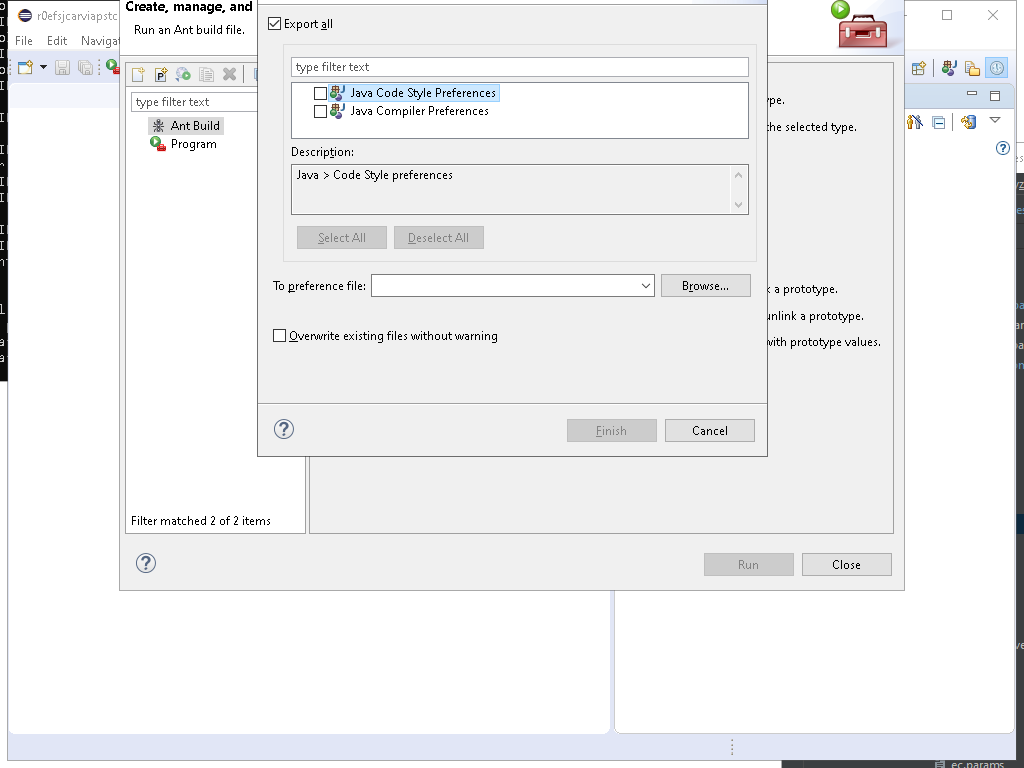 r0efsjcarviapstc
File Edit Naviga
Create, manage, and
Run an Ant build file.
type filter text
Ant Build
Program
Filter matched 2 of 2 items
Export all
type filter text
Java Code Style Preferences
Java Compiler Preferences
Description:
Java > Code Style preferences
Select All Deselect All
To preference file:
Browse...
Overwrite existing files without warning
Finish Cancel
ype.
he selected type.
k a prototype.
unlink a prototype.
with prototype values.
Run Close
ec.params